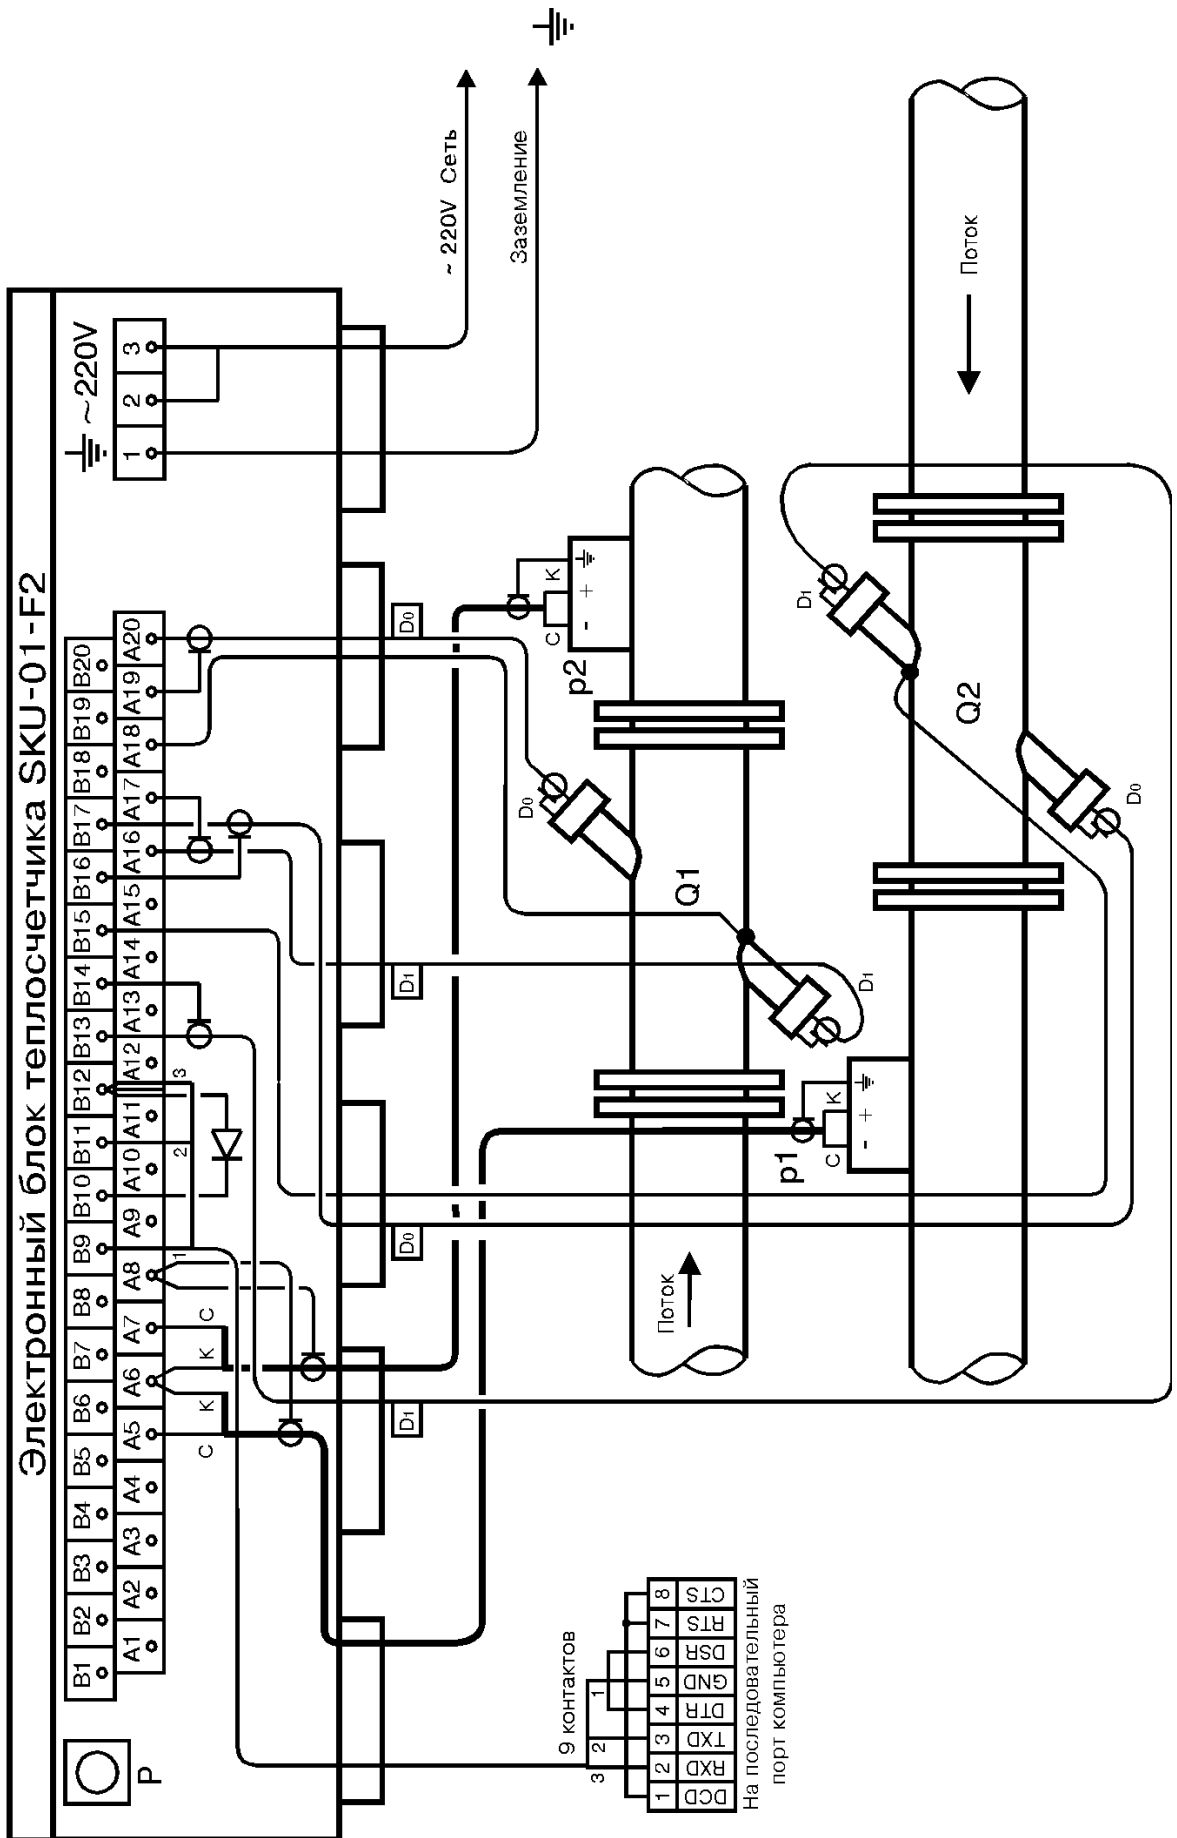 Электронный блок теплосчетчика SKU-01-F2
P
B1 B2 B3 B4 B5 B6 B7 B8 B9 B10 B11 B12 B13 B14 B15 B16 B17 B18 B19 B20
A1 A2 A3 A4 A5 A6 A7 A8 A9 A10 A11 A12 A13 A14 A15 A16 A17 A18 A19 A20
~220V
1 2 3
C K K C
1 2 3
D1
D0
D1
D0
~ 220V Сеть
Заземление
9 контактов
3 2 1
1 2 3 4 5 6 7 8
DCD RXD TXD DTR GND DSR RTS CTS
На последовательный
порт компьютера
p2
C K
- +
D0
Q1
D1
Поток
p1
C K
- +
D1
Q2
D0
Поток